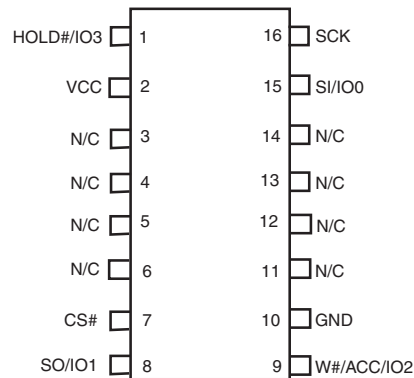 HOLD#/IO3 1 16 SCK
VCC 2 15 SI/IO0
N/C 3 14 N/C
N/C 4 13 N/C
N/C 5 12 N/C
N/C 6 11 N/C
CS# 7 10 GND
SO/IO1 8 9 W#/ACC/IO2